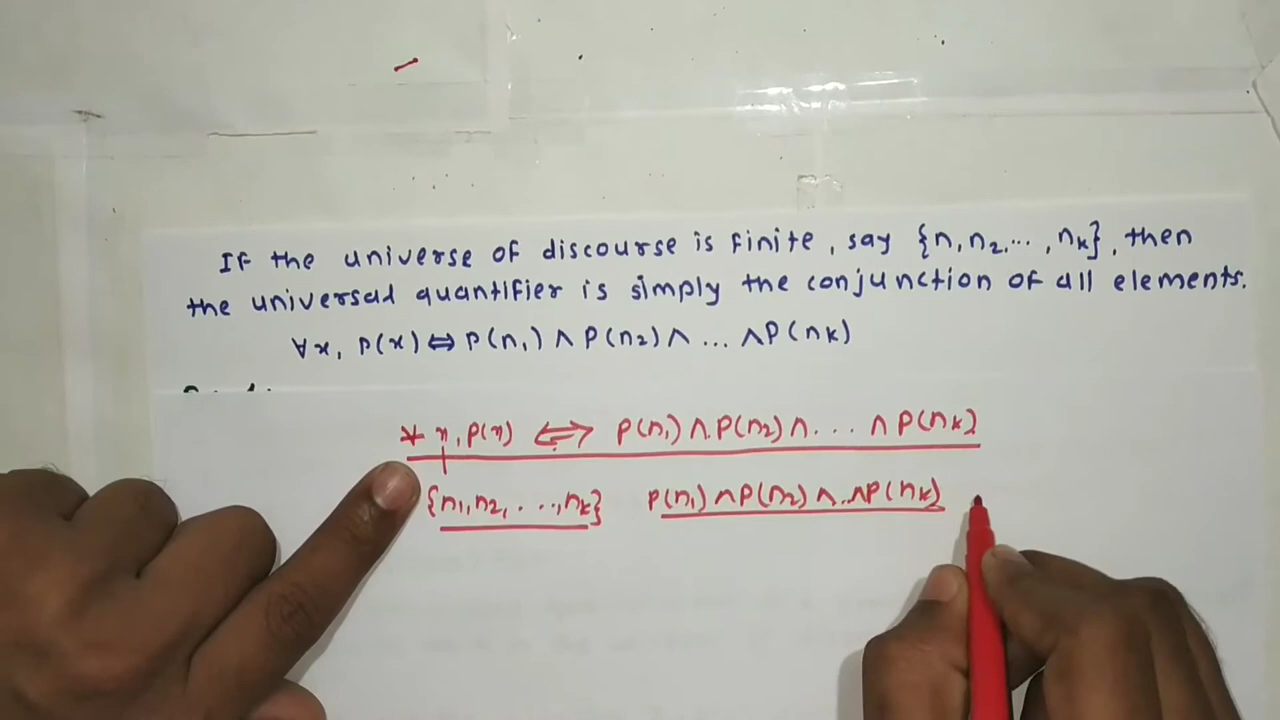 If the universe of discourse is finite, say {n, n2, ... , nk}, then
the universal quantifier is simply the conjunction of all elements.
∀x, P(x) ⇔ P(n1) ∧ P(n2) ∧ ... ∧ P(nk)
∀ x, P(x) ⟺ P(n1) ∧ P(n2) ∧ . . . ∧ P(nk)
{n1, n2, . . ., nk} P(n1) ∧ P(n2) ∧ .. ∧ P(nk)